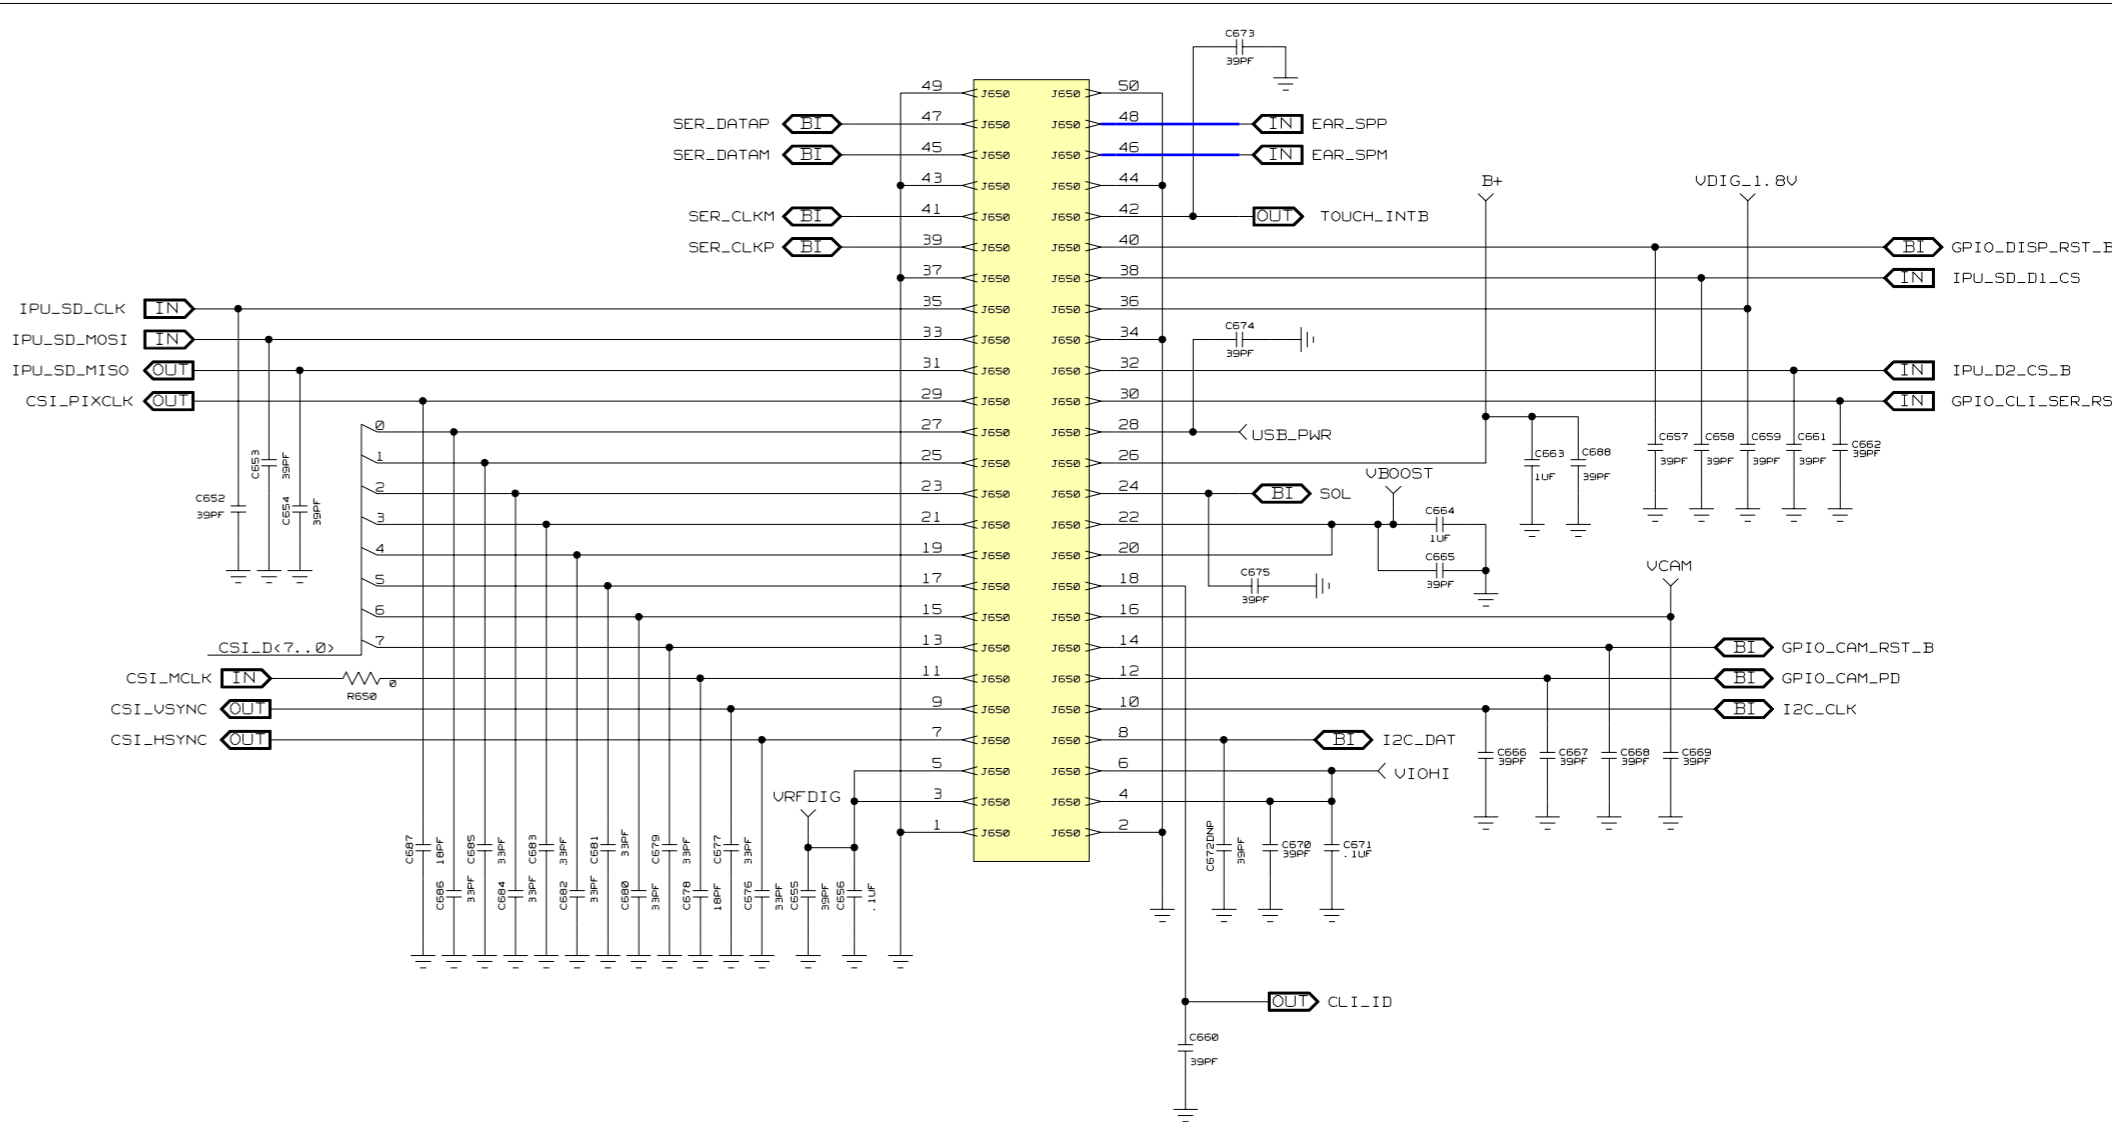 C673
39PF
49 J650 J650 50
SER_DATAP BI 47 J650 J650 48 IN EAR_SPP
SER_DATAM BI 45 J650 J650 46 IN EAR_SPM
43 J650 J650 44
B+
VDIG_1.8V
SER_CLKM BI 41 J650 J650 42 OUT TOUCH_INTB
SER_CLKP BI 39 J650 J650 40 BI GPIO_DISP_RST_B
37 J650 J650 38 IN IPU_SD_D1_CS
IPU_SD_CLK IN 35 J650 J650 36
IPU_SD_MOSI IN 33 J650 J650 34
C674
39PF
IPU_SD_MISO OUT 31 J650 J650 32 IN IPU_D2_CS_B
CSI_PIXCLK OUT 29 J650 J650 30 IN GPIO_CLI_SER_RS
0 27 J650 J650 28 USB_PWR
1 25 J650 J650 26
C657
39PF
C658
39PF
C659
39PF
C661
39PF
C662
39PF
C663
1UF
C688
39PF
C653
39PF
C652
39PF
C654
39PF
VBOOST
2 23 J650 J650 24 BI SOL
3 21 J650 J650 22
C664
1UF
4 19 J650 J650 20
C665
39PF
5 17 J650 J650 18
C675
39PF
VCAM
6 15 J650 J650 16
CSI_D<7..0>
7 13 J650 J650 14 BI GPIO_CAM_RST_B
CSI_MCLK IN R650 0 11 J650 J650 12 BI GPIO_CAM_PD
CSI_VSYNC OUT 9 J650 J650 10 BI I2C_CLK
CSI_HSYNC OUT 7 J650 J650 8 BI I2C_DAT
C666
39PF
C667
39PF
C668
39PF
C669
39PF
5 J650 J650 6 VIOHI
VRFDIG
3 J650 J650 4
1 J650 J650 2
C687
18PF
C685
33PF
C683
33PF
C681
33PF
C679
33PF
C677
33PF
C686
33PF
C684
33PF
C682
33PF
C680
33PF
C678
18PF
C676
33PF
C655
39PF
C656
.1UF
C672DNP
39PF
C670
39PF
C671
.1UF
OUT CLI_ID
C660
39PF